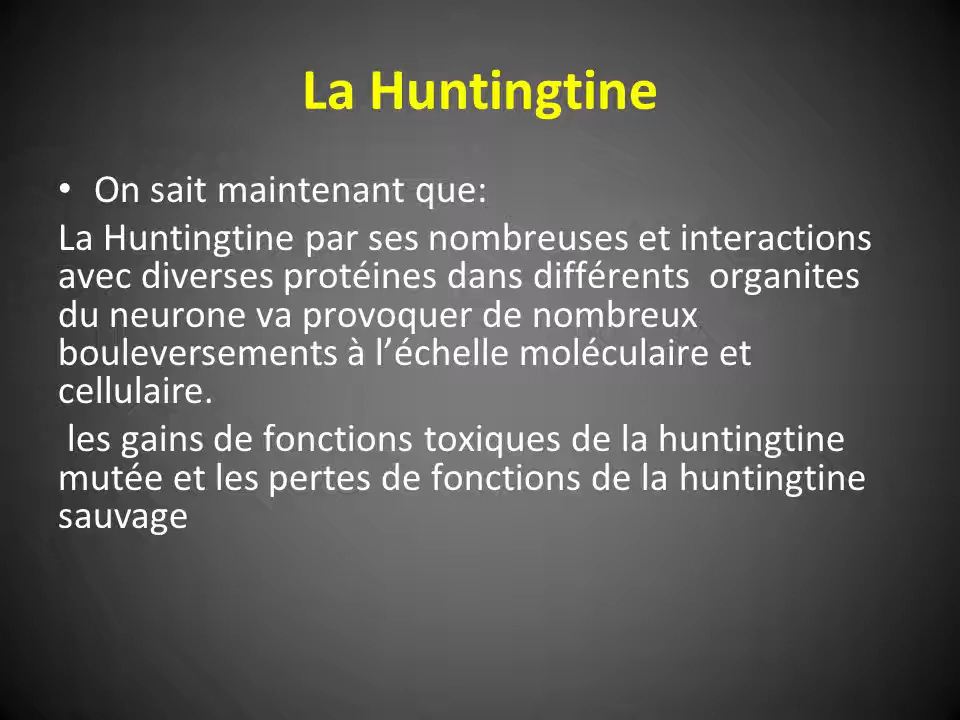 La Huntingtine
• On sait maintenant que:
La Huntingtine par ses nombreuses et interactions
avec diverses protéines dans différents  organites
du neurone va provoquer de nombreux
bouleversements à l’échelle moléculaire et
cellulaire.
les gains de fonctions toxiques de la huntingtine
mutée et les pertes de fonctions de la huntingtine
sauvage